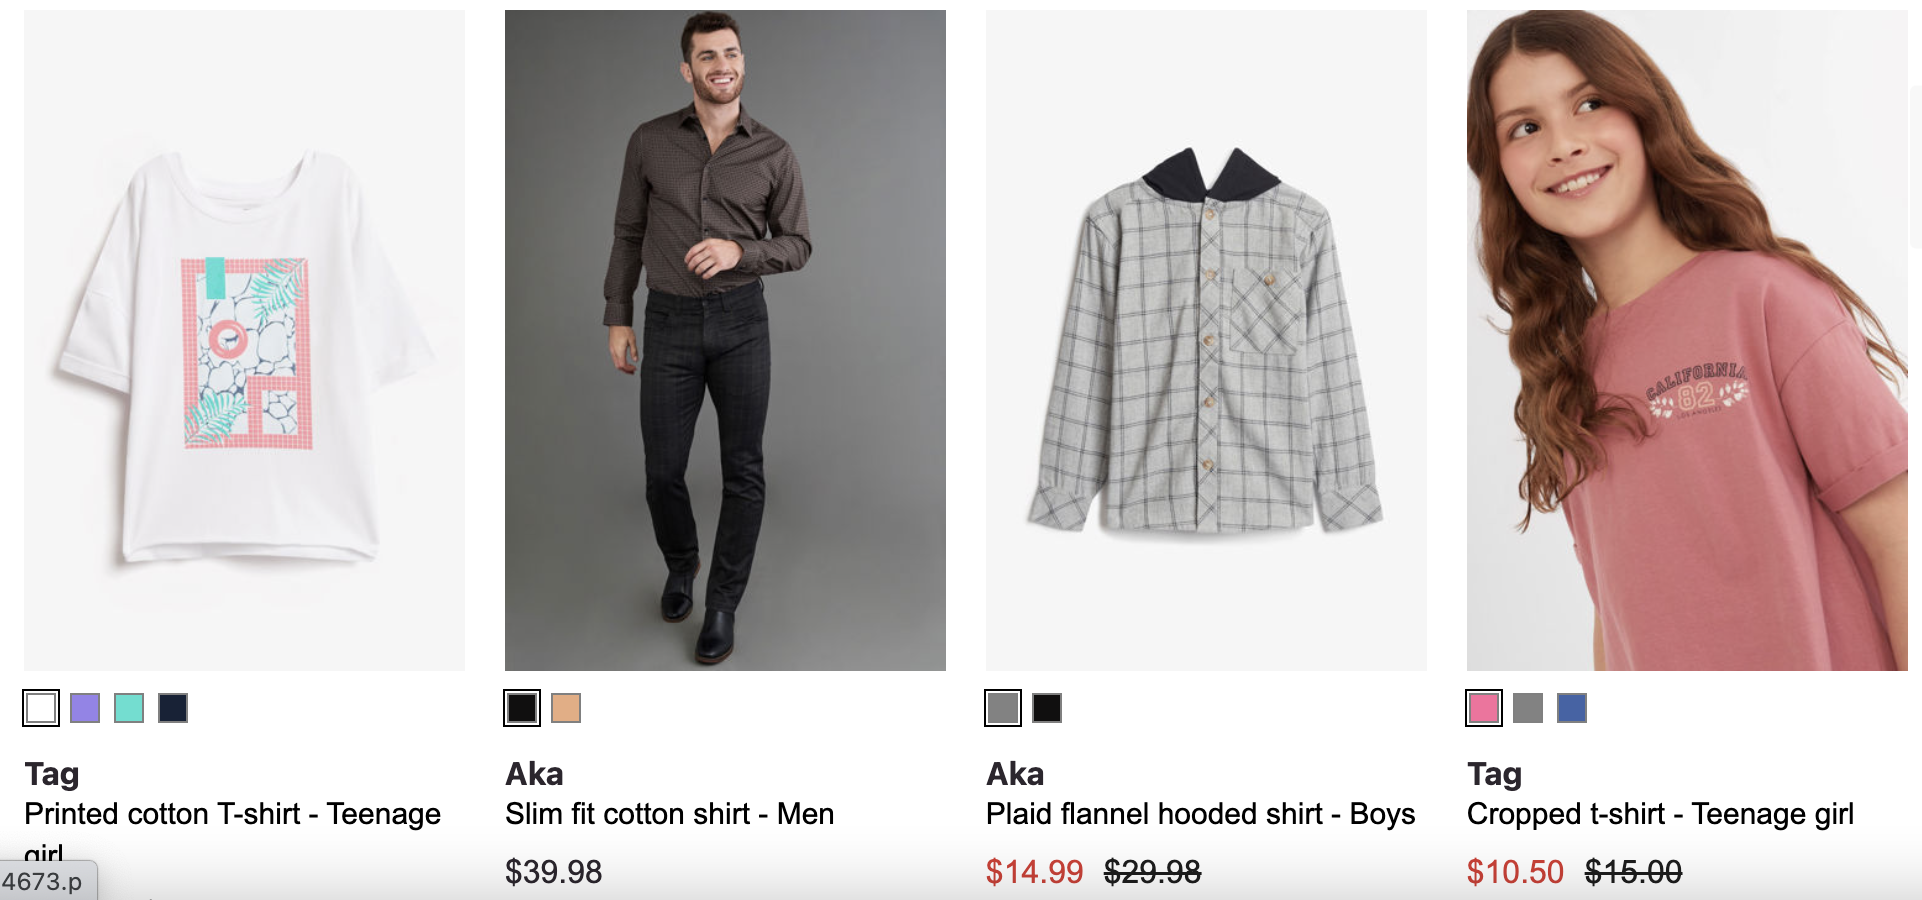 CALIFORNIA
82
LOS ANGELES
Tag
Printed cotton T-shirt - Teenage
girl
Aka
Slim fit cotton shirt - Men
$39.98
Aka
Plaid flannel hooded shirt - Boys
$14.99 $29.98
Tag
Cropped t-shirt - Teenage girl
$10.50 $15.00
4673.p